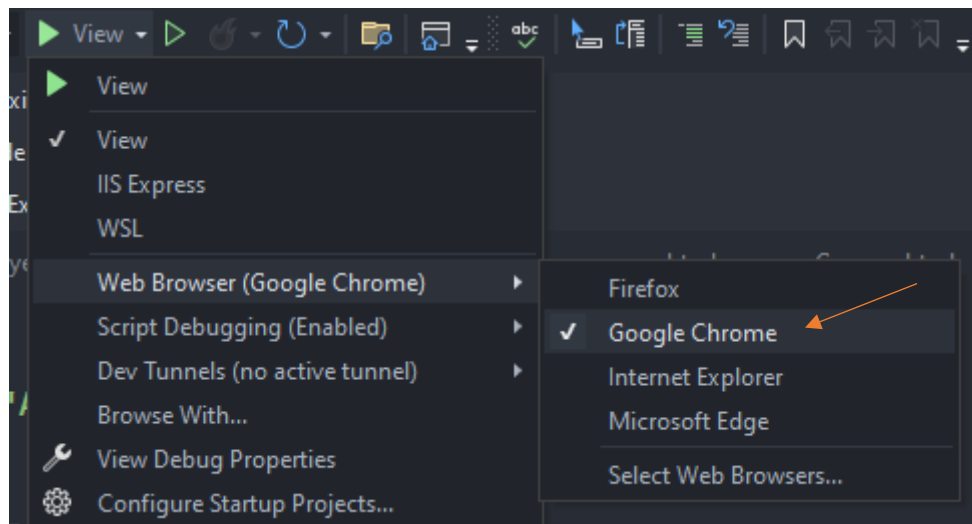 View
abc
View
View
IIS Express
WSL
Web Browser (Google Chrome)
Script Debugging (Enabled)
Dev Tunnels (no active tunnel)
Browse With...
View Debug Properties
Configure Startup Projects...
Firefox
Google Chrome
Internet Explorer
Microsoft Edge
Select Web Browsers...